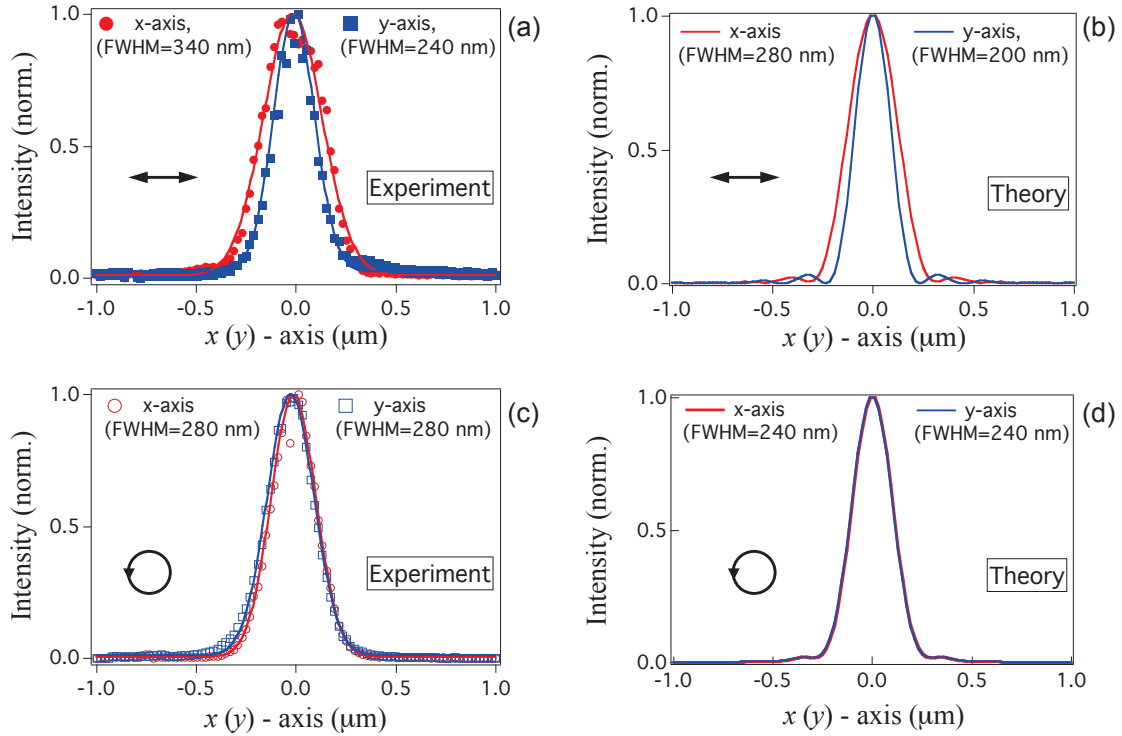 x-axis, y-axis, (a)
(FWHM=340 nm) (FWHM=240 nm)
1.0
0.5
0.0
Intensity (norm.)
Experiment
-1.0 -0.5 0.0 0.5 1.0
x (y) - axis (µm)
x-axis y-axis, (b)
(FWHM=280 nm) (FWHM=200 nm)
1.0
0.5
0.0
Intensity (norm.)
Theory
-1.0 -0.5 0.0 0.5 1.0
x (y) - axis (µm)
x-axis y-axis (c)
(FWHM=280 nm) (FWHM=280 nm)
1.0
0.5
0.0
Intensity (norm.)
Experiment
-1.0 -0.5 0.0 0.5 1.0
x (y) - axis (µm)
x-axis y-axis (d)
(FWHM=240 nm) (FWHM=240 nm)
1.0
0.5
0.0
Intensity (norm.)
Theory
-1.0 -0.5 0.0 0.5 1.0
x (y) - axis (µm)